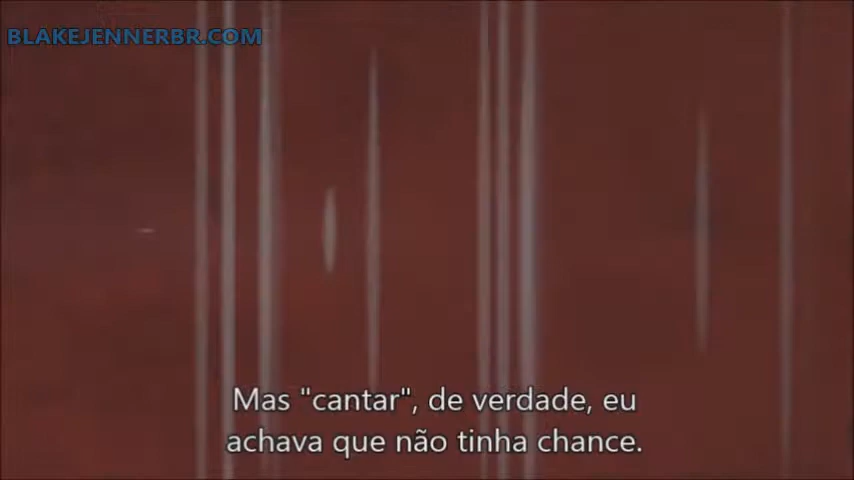 BLAKEJENNERBR.COM
Mas "cantar", de verdade, eu
achava que não tinha chance.